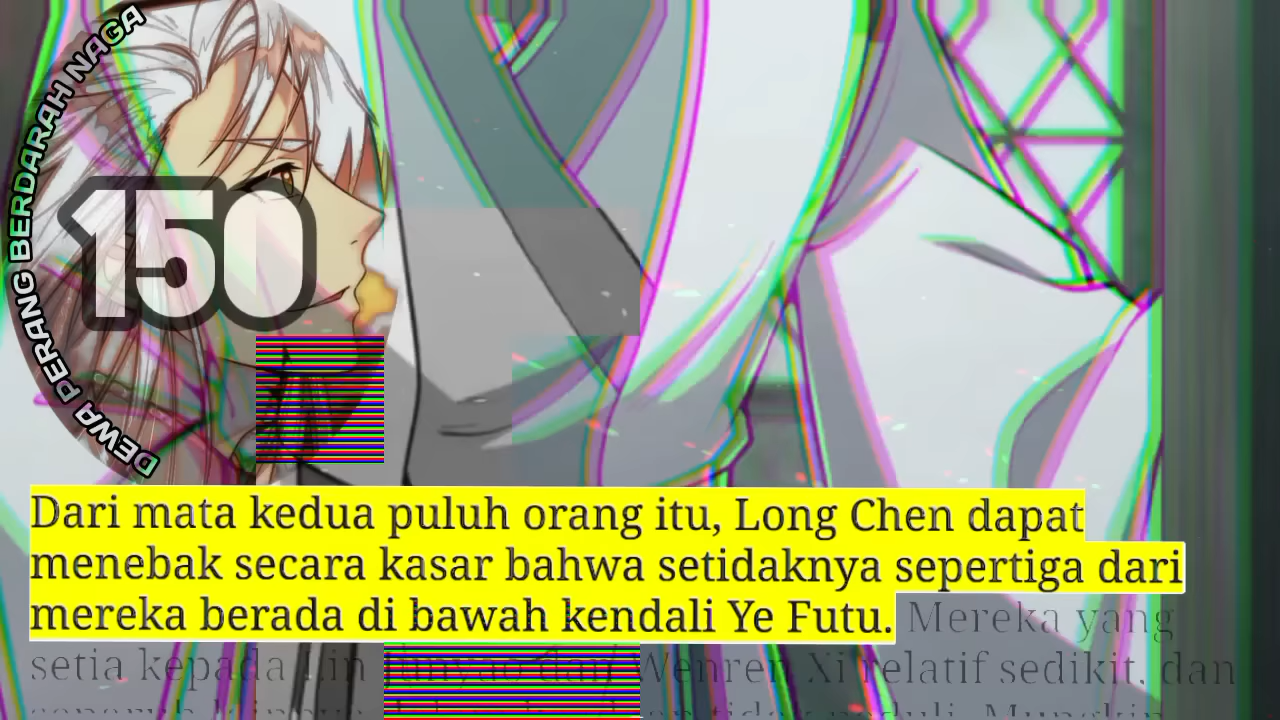 DEWA PERANG BERDARAH NAGA
150
Dari mata kedua puluh orang itu, Long Chen dapat
menebak secara kasar bahwa setidaknya sepertiga dari
mereka berada di bawah kendali Ye Futu. Mereka yang
setia kepada Lin Junyao dan Wenren Xi relatif sedikit, dan